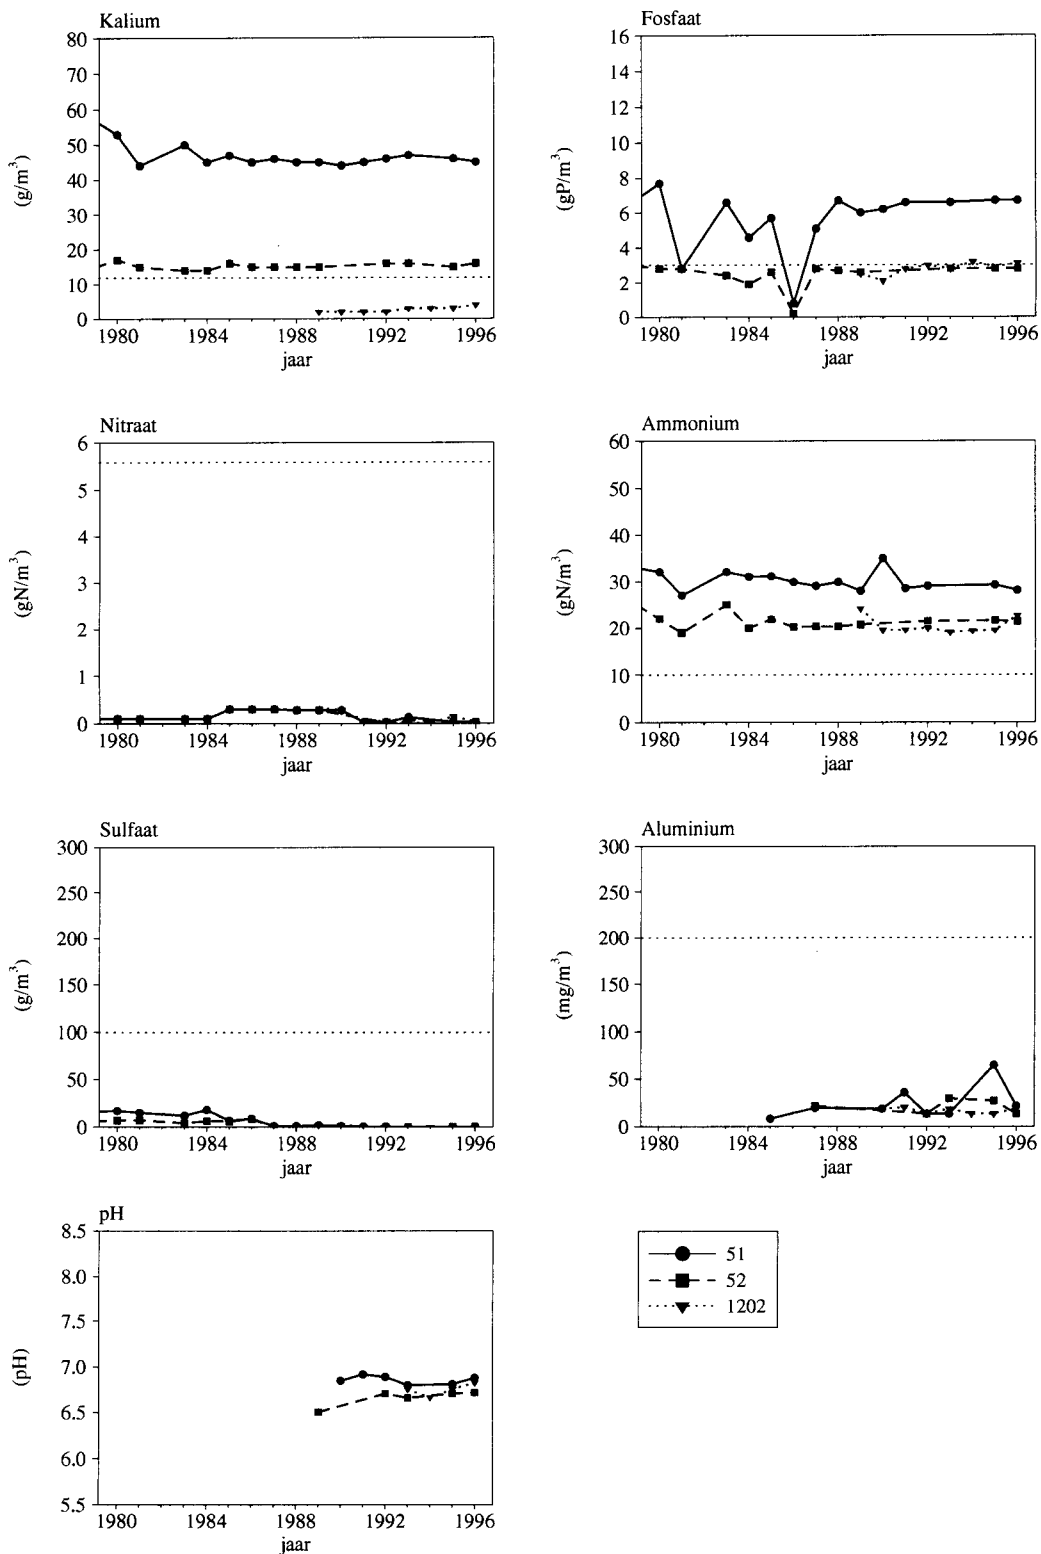 Kalium
80
70
60
50
40
30
20
10
0
(g/m³)
1980 1984 1988 1992 1996
jaar
Fosfaat
16
14
12
10
8
6
4
2
0
(gP/m³)
1980 1984 1988 1992 1996
jaar
Nitraat
6
5
4
3
2
1
0
(gN/m³)
1980 1984 1988 1992 1996
jaar
Ammonium
60
50
40
30
20
10
0
(gN/m³)
1980 1984 1988 1992 1996
jaar
Sulfaat
300
250
200
150
100
50
0
(g/m³)
1980 1984 1988 1992 1996
jaar
Aluminium
300
250
200
150
100
50
0
(mg/m³)
1980 1984 1988 1992 1996
jaar
pH
8.5
8.0
7.5
7.0
6.5
6.0
5.5
(pH)
1980 1984 1988 1992 1996
jaar
51
52
1202